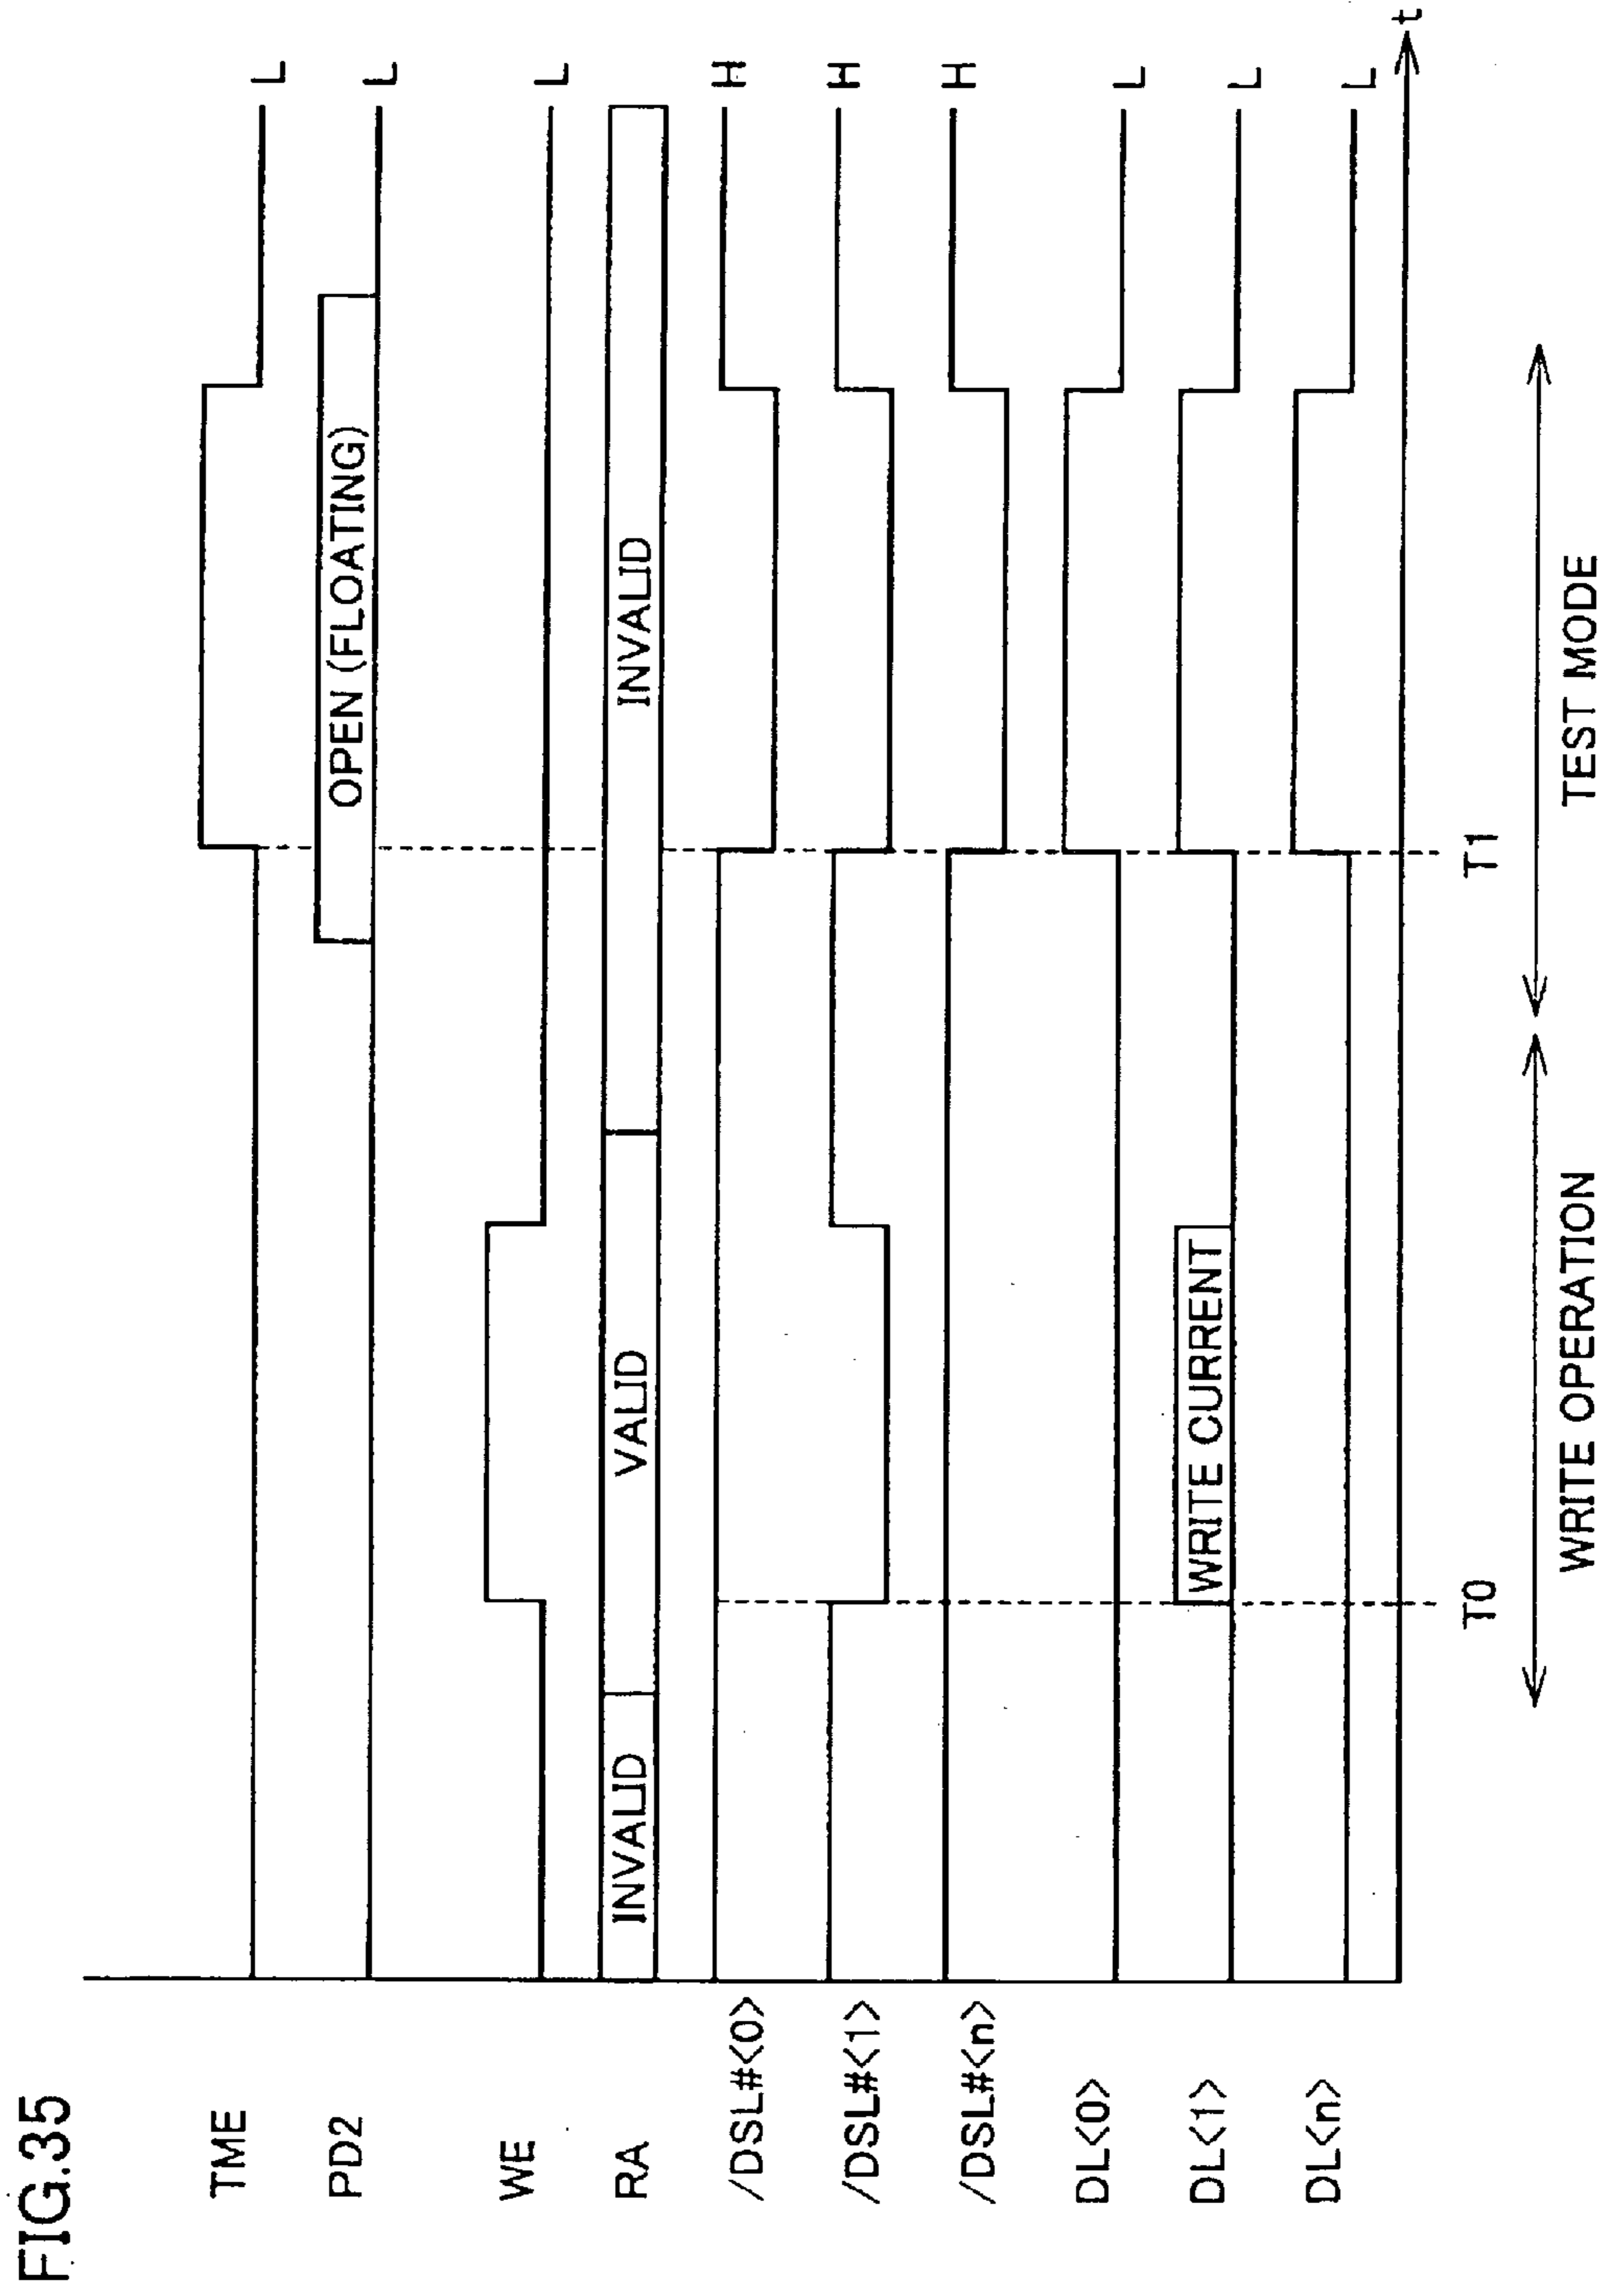 FIG.35
TME L
PD2 OPEN (FLOATING) L
WE L
RA INVALID VALID INVALID
/DSL#<0> H
/DSL#<1> H
/DSL#<n> H
DL<0> L
DL<1> WRITE CURRENT L
DL<n> L
t
T0 T1
WRITE OPERATION TEST MODE